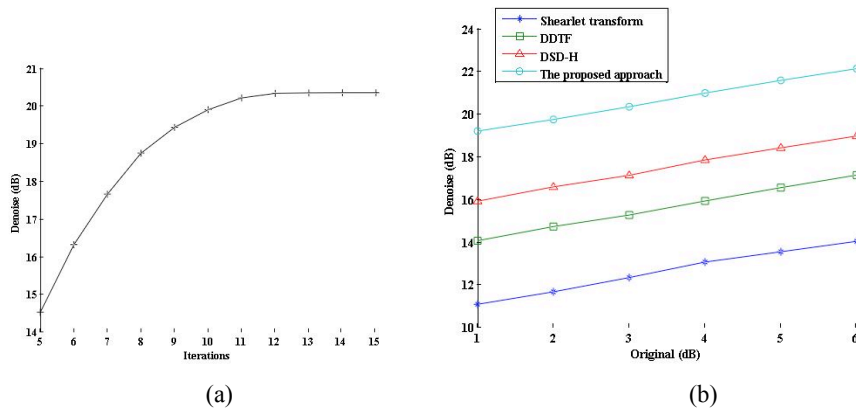 21
20
19
18
17
16
15
14
Denoise (dB)
5 6 7 8 9 10 11 12 13 14 15
Iterations
(a)
Shearlet transform
DDTF
DSD-H
The proposed approach
24
22
20
18
16
14
12
10
Denoise (dB)
1 2 3 4 5 6
Original (dB)
(b)